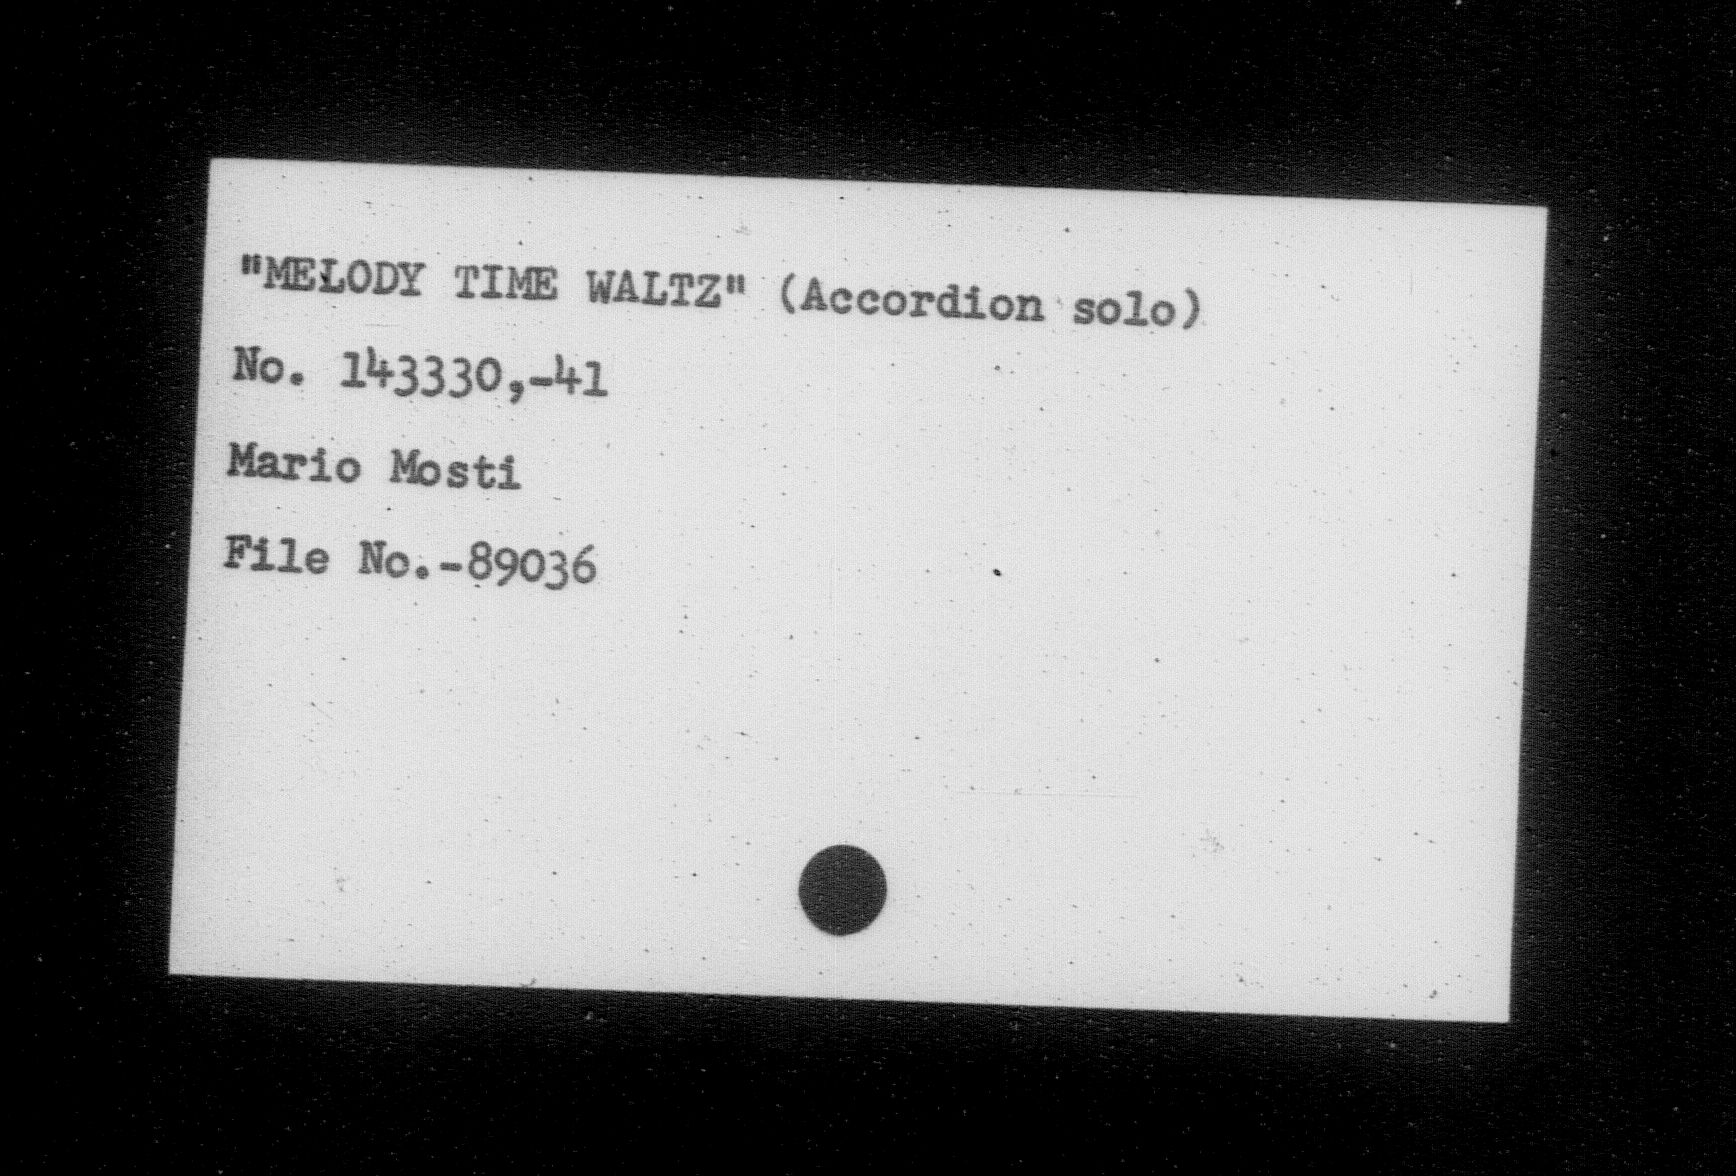 "MELODY TIME WALTZ" (Accordion solo)
No. 143330,-41
Mario Mosti
File No.-89036